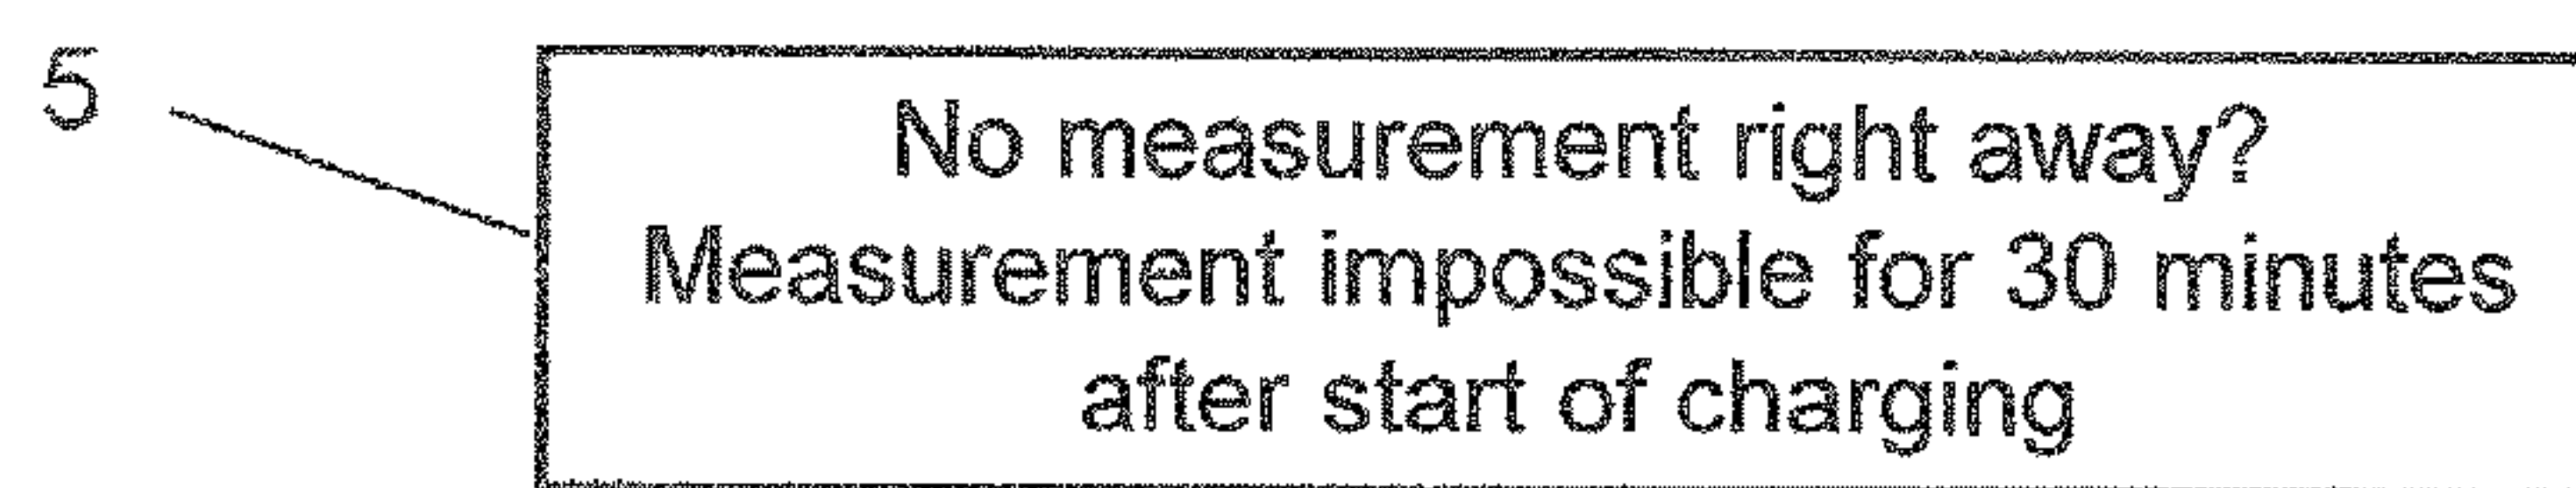 5
No measurement right away?
Measurement impossible for 30 minutes
after start of charging